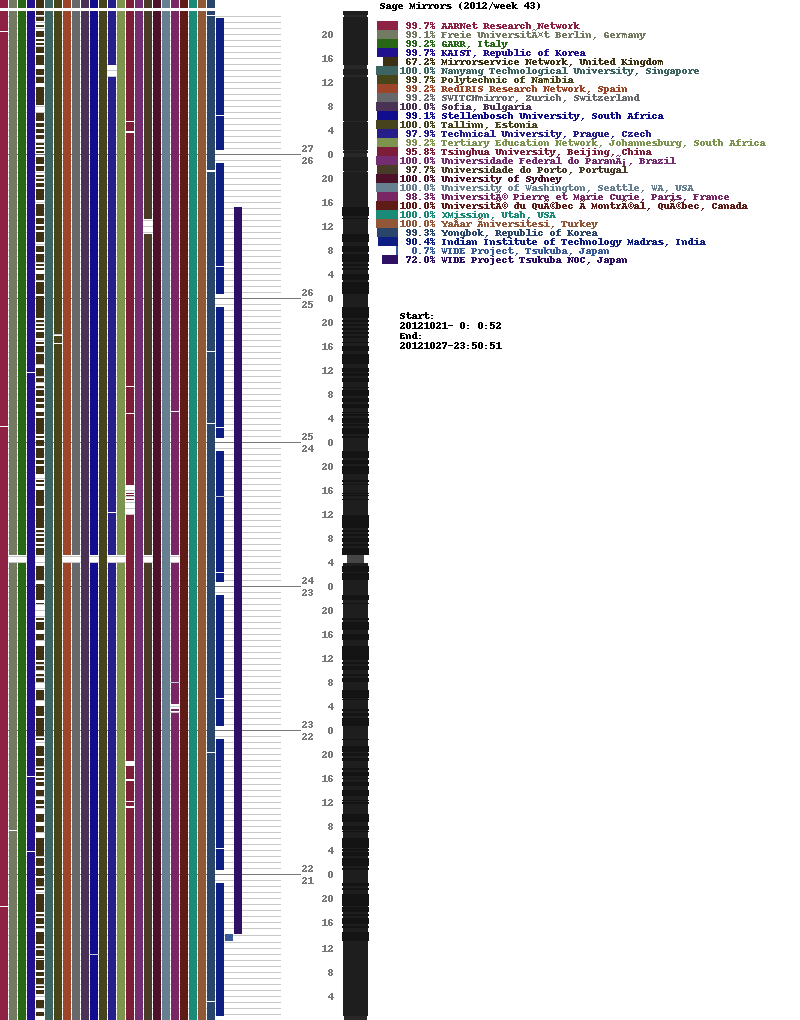 Sage Mirrors (2012/week 43)
99.7% AARNet Research Network
99.1% Freie UniversitÃ¤t Berlin, Germany
99.2% GARR, Italy
99.7% KAIST, Republic of Korea
67.2% Mirrorservice Network, United Kingdom
100.0% Nanyang Technological University, Singapore
99.7% Polytechnic of Namibia
99.2% RedIRIS Research Network, Spain
99.2% SWITCHmirror, Zurich, Switzerland
100.0% Sofia, Bulgaria
99.1% Stellenbosch University, South Africa
100.0% Tallinn, Estonia
97.9% Technical University, Prague, Czech
99.2% Tertiary Education Network, Johannesburg, South Africa
95.8% Tsinghua University, Beijing, China
100.0% Universidade Federal do ParanÃ¡, Brazil
97.7% Universidade do Porto, Portugal
100.0% University of Sydney
100.0% University of Washington, Seattle, WA, USA
98.3% UniversitÃ© Pierre et Marie Curie, Paris, France
100.0% UniversitÃ© du QuÃ©bec Ã MontrÃ©al, QuÃ©bec, Canada
100.0% XMission, Utah, USA
100.0% YaÅar Ãniversitesi, Turkey
99.3% Yongbok, Republic of Korea
90.4% Indian Institute of Technology Madras, India
0.7% WIDE Project, Tsukuba, Japan
72.0% WIDE Project Tsukuba NOC, Japan
Start:
20121021- 0: 0:52
End:
20121027-23:50:51
20
16
12
8
4
27
26 0
20
16
12
8
4
26
25 0
20
16
12
8
4
25
24 0
20
16
12
8
4
24
23 0
20
16
12
8
4
23
22 0
20
16
12
8
4
22
21 0
20
16
12
8
4